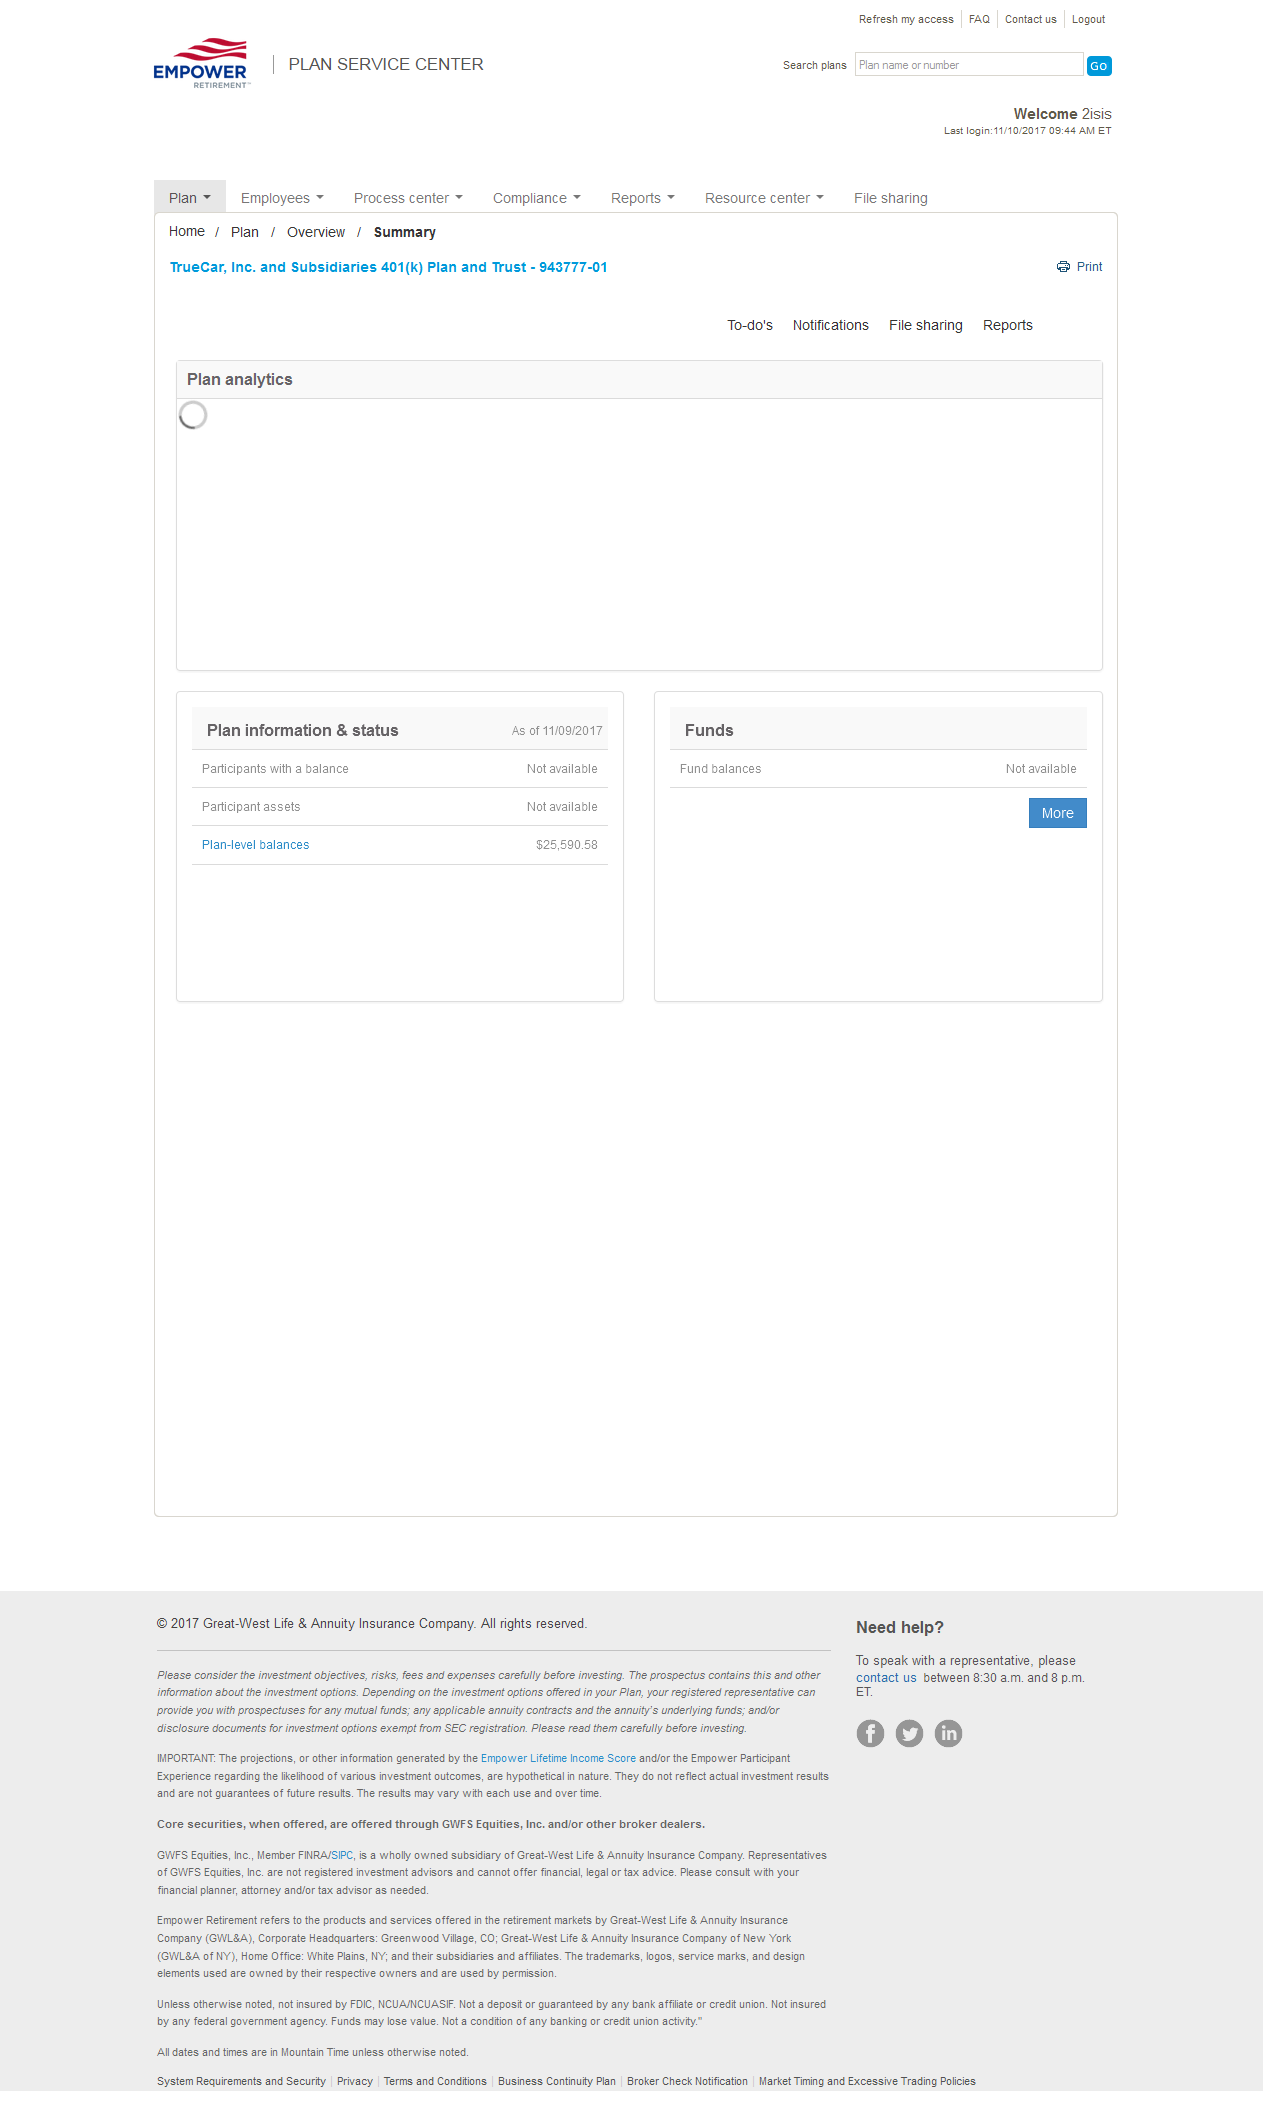 Refresh my access
FAQ
Contact us
Logout
EMPOWER
RETIREMENT™
PLAN SERVICE CENTER
Search plans
Plan name or number
Go
Welcome 2isis
Last login:11/10/2017 09:44 AM ET
Plan
Employees
Process center
Compliance
Reports
Resource center
File sharing
Home / Plan / Overview / Summary
TrueCar, Inc. and Subsidiaries 401(k) Plan and Trust - 943777-01
Print
To-do's
Notifications
File sharing
Reports
Plan analytics
Plan information & status
As of 11/09/2017
Participants with a balance
Not available
Participant assets
Not available
Plan-level balances
$25,590.58
Funds
Fund balances
Not available
More
© 2017 Great-West Life & Annuity Insurance Company. All rights reserved.
Please consider the investment objectives, risks, fees and expenses carefully before investing. The prospectus contains this and other
information about the investment options. Depending on the investment options offered in your Plan, your registered representative can
provide you with prospectuses for any mutual funds; any applicable annuity contracts and the annuity's underlying funds; and/or
disclosure documents for investment options exempt from SEC registration. Please read them carefully before investing.
IMPORTANT: The projections, or other information generated by the Empower Lifetime Income Score and/or the Empower Participant
Experience regarding the likelihood of various investment outcomes, are hypothetical in nature. They do not reflect actual investment results
and are not guarantees of future results. The results may vary with each use and over time.
Core securities, when offered, are offered through GWFS Equities, Inc. and/or other broker dealers.
GWFS Equities, Inc., Member FINRA/SIPC, is a wholly owned subsidiary of Great-West Life & Annuity Insurance Company. Representatives
of GWFS Equities, Inc. are not registered investment advisors and cannot offer financial, legal or tax advice. Please consult with your
financial planner, attorney and/or tax advisor as needed.
Empower Retirement refers to the products and services offered in the retirement markets by Great-West Life & Annuity Insurance
Company (GWL&A), Corporate Headquarters: Greenwood Village, CO; Great-West Life & Annuity Insurance Company of New York
(GWL&A of NY), Home Office: White Plains, NY; and their subsidiaries and affiliates. The trademarks, logos, service marks, and design
elements used are owned by their respective owners and are used by permission.
Unless otherwise noted, not insured by FDIC, NCUA/NCUASIF. Not a deposit or guaranteed by any bank affiliate or credit union. Not insured
by any federal government agency. Funds may lose value. Not a condition of any banking or credit union activity."
All dates and times are in Mountain Time unless otherwise noted.
System Requirements and Security | Privacy | Terms and Conditions | Business Continuity Plan | Broker Check Notification | Market Timing and Excessive Trading Policies
Need help?
To speak with a representative, please
contact us between 8:30 a.m. and 8 p.m.
ET.